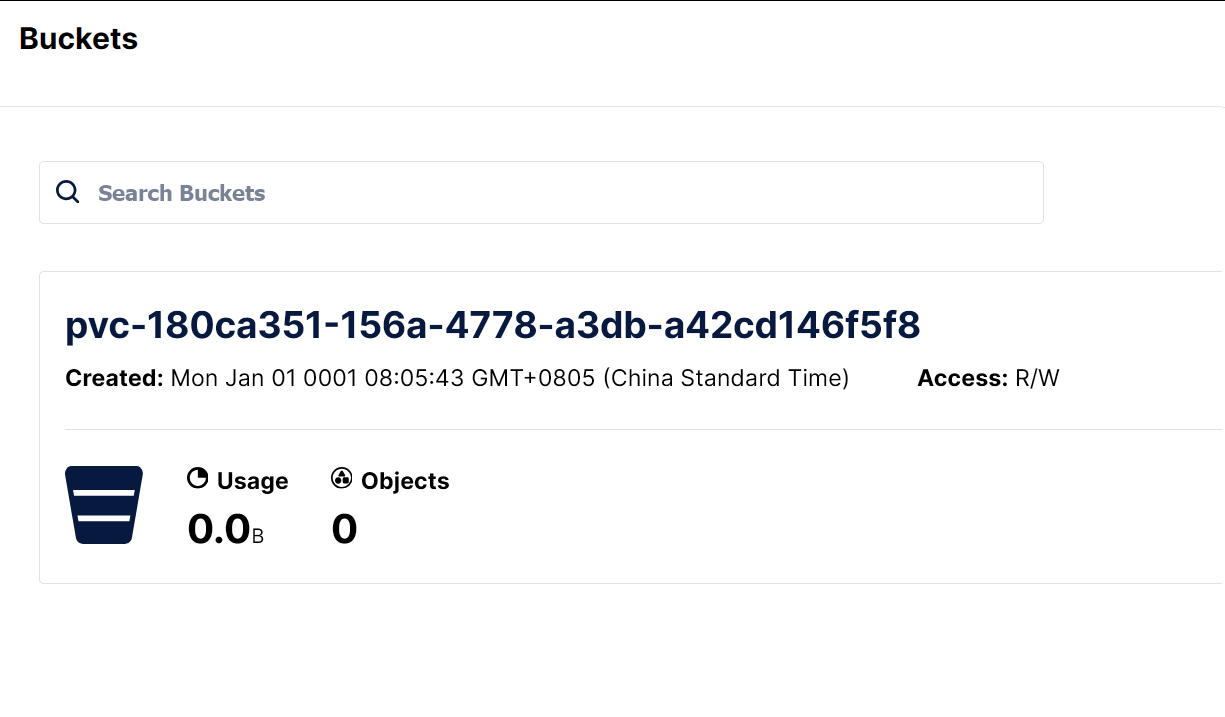 Buckets
Search Buckets
pvc-180ca351-156a-4778-a3db-a42cd146f5f8
Created: Mon Jan 01 0001 08:05:43 GMT+0805 (China Standard Time) Access: R/W
Usage Objects
0.0B 0